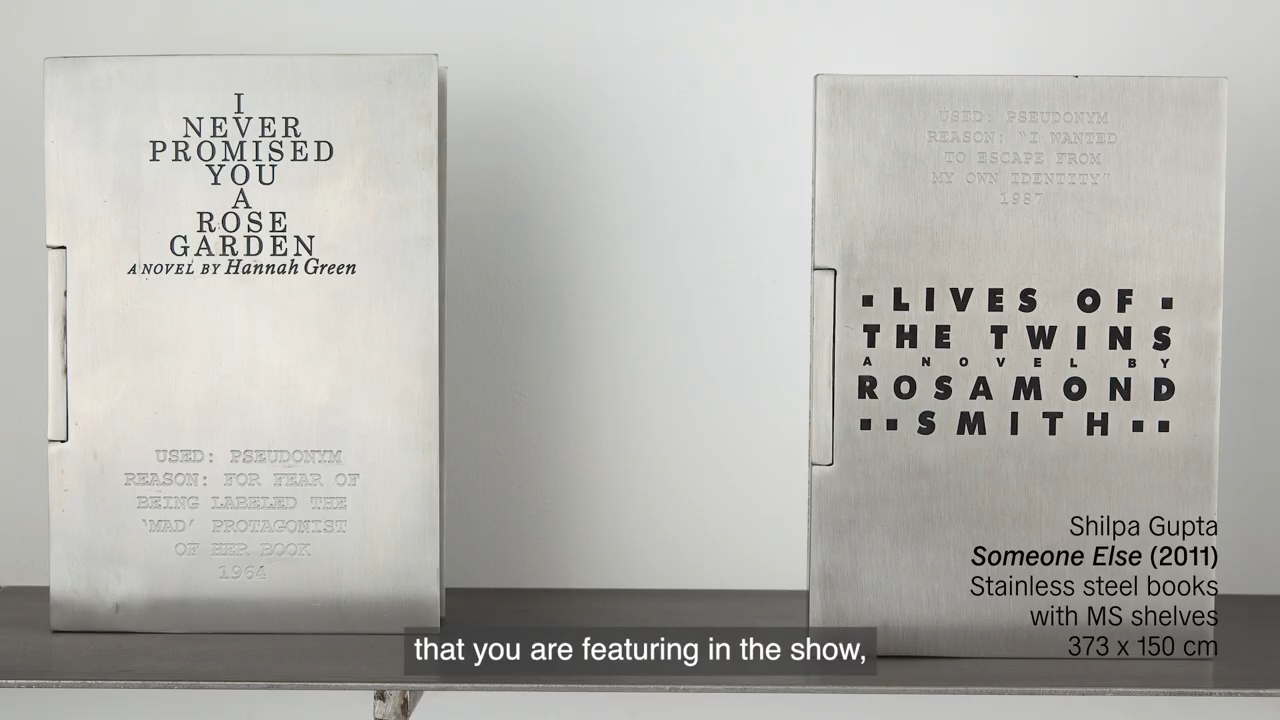 I
NEVER
PROMISED
YOU
A
ROSE
GARDEN
A NOVEL BY Hannah Green
USED: PSEUDONYM
REASON: FOR FEAR OF
BEING LABELED THE
'MAD' PROTAGONIST
OF HER BOOK
1964
USED: PSEUDONYM
REASON: "I WANTED
TO ESCAPE FROM
MY OWN IDENTITY"
1987
LIVES OF
THE TWINS
A NOVEL BY
ROSAMOND
SMITH
Shilpa Gupta
Someone Else (2011)
Stainless steel books
with MS shelves
373 x 150 cm
that you are featuring in the show,